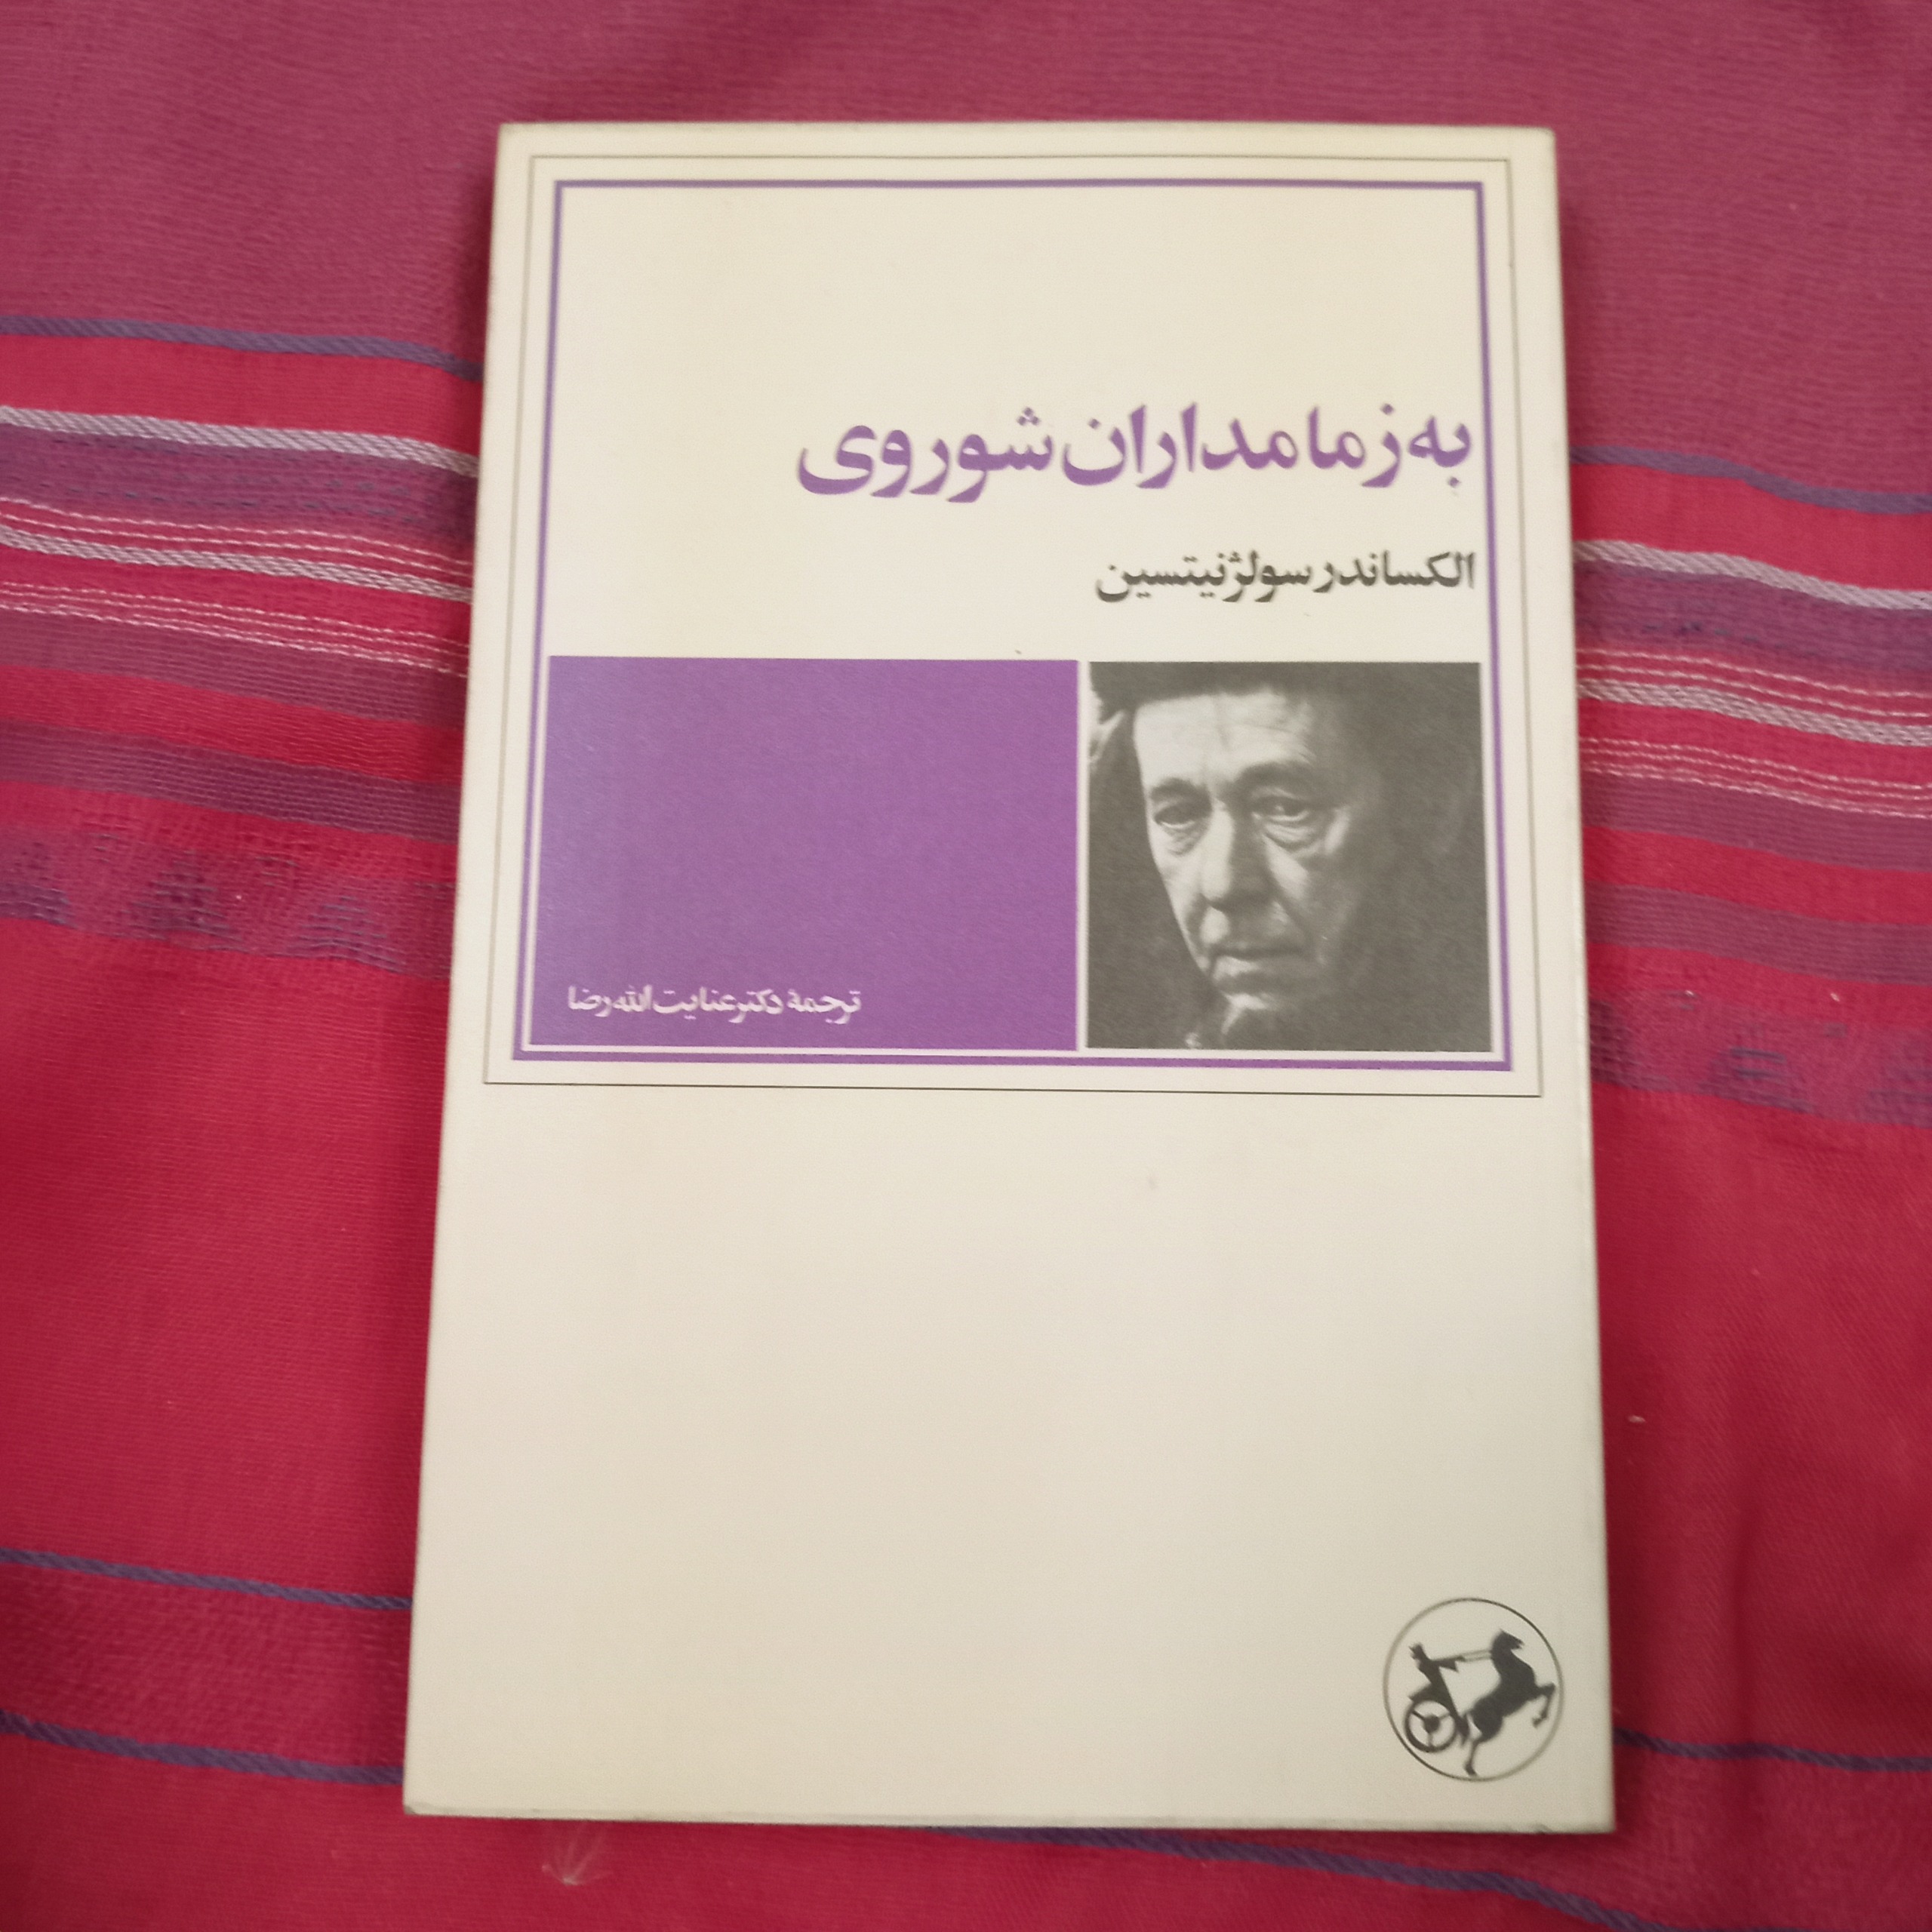 به زمامداران شوروی
الکساندر سولژنیتسین
ترجمهٔ دکتر عنایت‌الله رضا